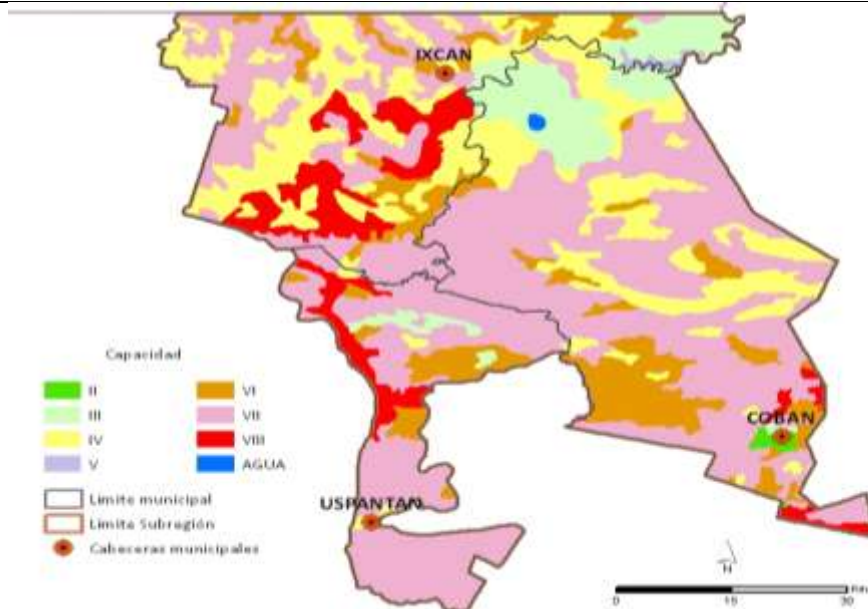 IXCAN
Capacidad
II
III
IV
V
VI
VII
VIII
AGUA
COBAN
Limite municipal
Limite Subregión
Cabeceras municipales
USPANTAN
N
0 15 30